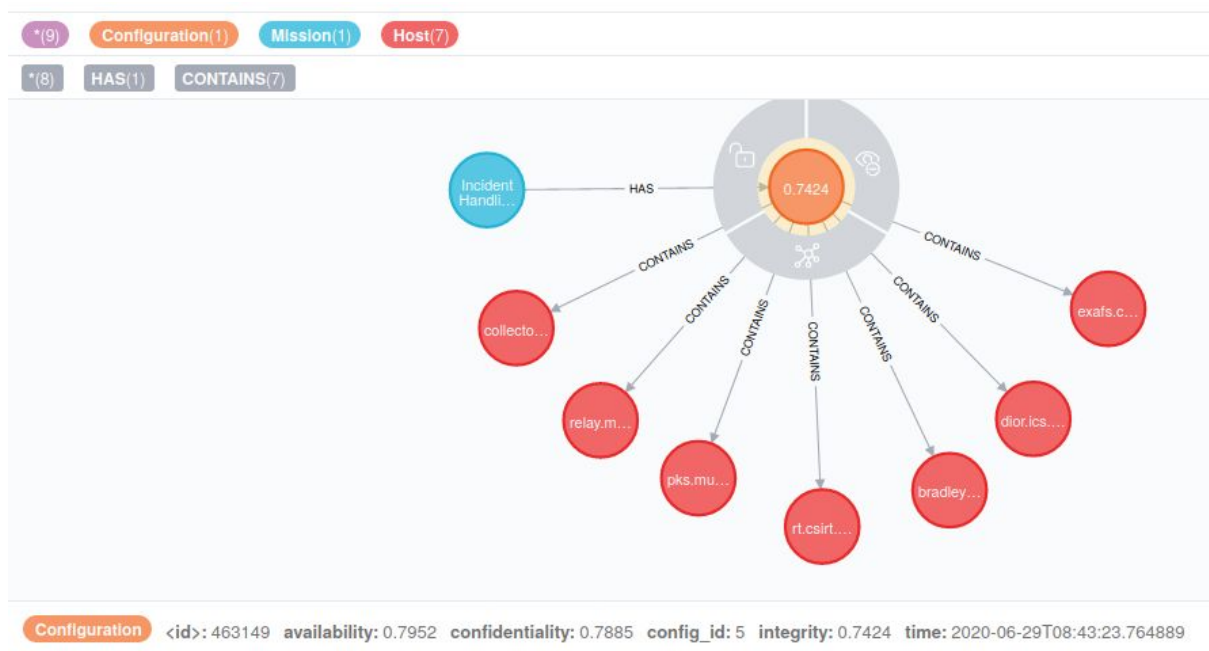 *(9) Configuration(1) Mission(1) Host(7)
*(8) HAS(1) CONTAINS(7)
Incident
Handli...
HAS
0.7424
CONTAINS
CONTAINS
CONTAINS
CONTAINS
CONTAINS
CONTAINS
CONTAINS
collecto...
relay.m...
pks.mu...
rt.csirt....
bradley...
dior.ics....
exafs.c...
Configuration <id>: 463149 availability: 0.7952 confidentiality: 0.7885 config_id: 5 integrity: 0.7424 time: 2020-06-29T08:43:23.764889